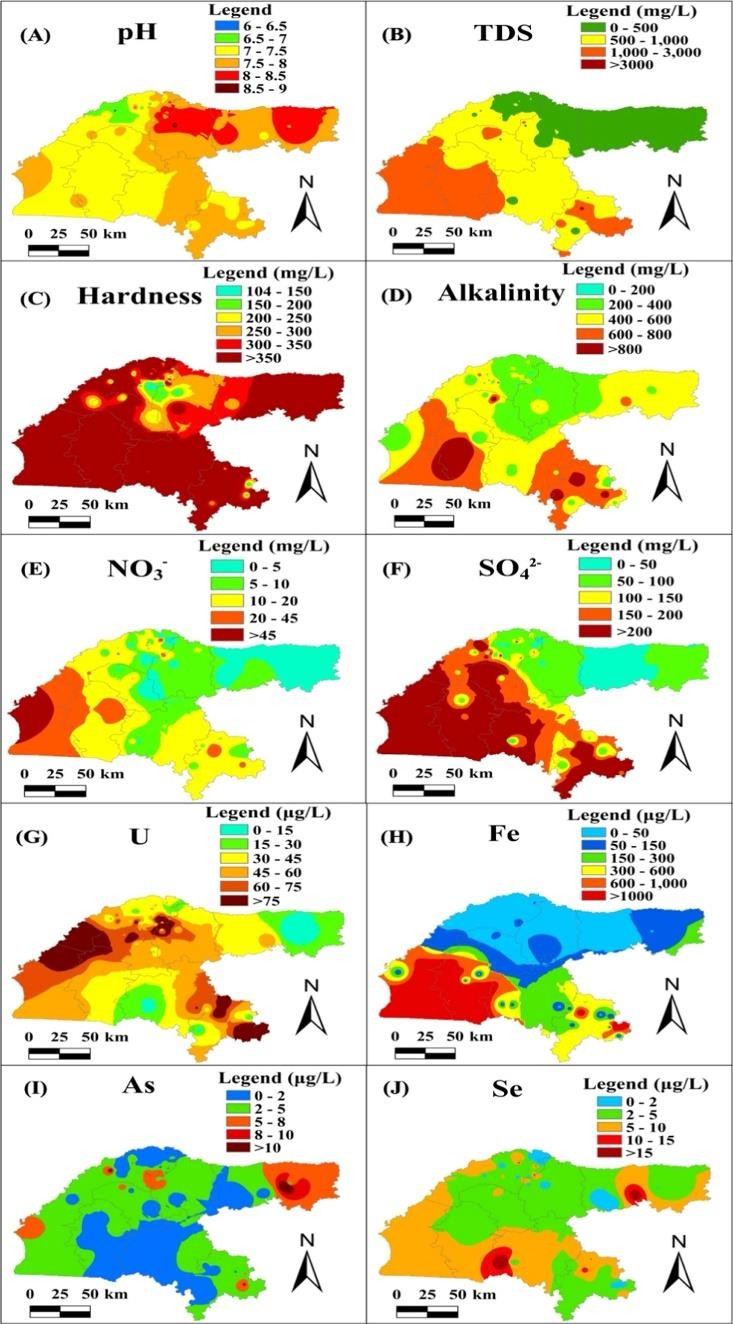 (A) pH
Legend
6 - 6.5
6.5 - 7
7 - 7.5
7.5 - 8
8 - 8.5
8.5 - 9
N
0 25 50 km
(B) TDS
Legend (mg/L)
0 - 500
500 - 1,000
1,000 - 3,000
>3000
N
0 25 50 km
(C) Hardness
Legend (mg/L)
104 - 150
150 - 200
200 - 250
250 - 300
300 - 350
>350
N
0 25 50 km
(D) Alkalinity
Legend (mg/L)
0 - 200
200 - 400
400 - 600
600 - 800
>800
N
0 25 50 km
(E) NO₃⁻
Legend (mg/L)
0 - 5
5 - 10
10 - 20
20 - 45
>45
N
0 25 50 km
(F) SO₄²⁻
Legend (mg/L)
0 - 50
50 - 100
100 - 150
150 - 200
>200
N
0 25 50 km
(G) U
Legend (µg/L)
0 - 15
15 - 30
30 - 45
45 - 60
60 - 75
>75
N
0 25 50 km
(H) Fe
Legend (µg/L)
0 - 50
50 - 150
150 - 300
300 - 600
600 - 1,000
>1000
N
0 25 50 km
(I) As
Legend (µg/L)
0 - 2
2 - 5
5 - 8
8 - 10
>10
N
0 25 50 km
(J) Se
Legend (µg/L)
0 - 2
2 - 5
5 - 10
10 - 15
>15
N
0 25 50 km